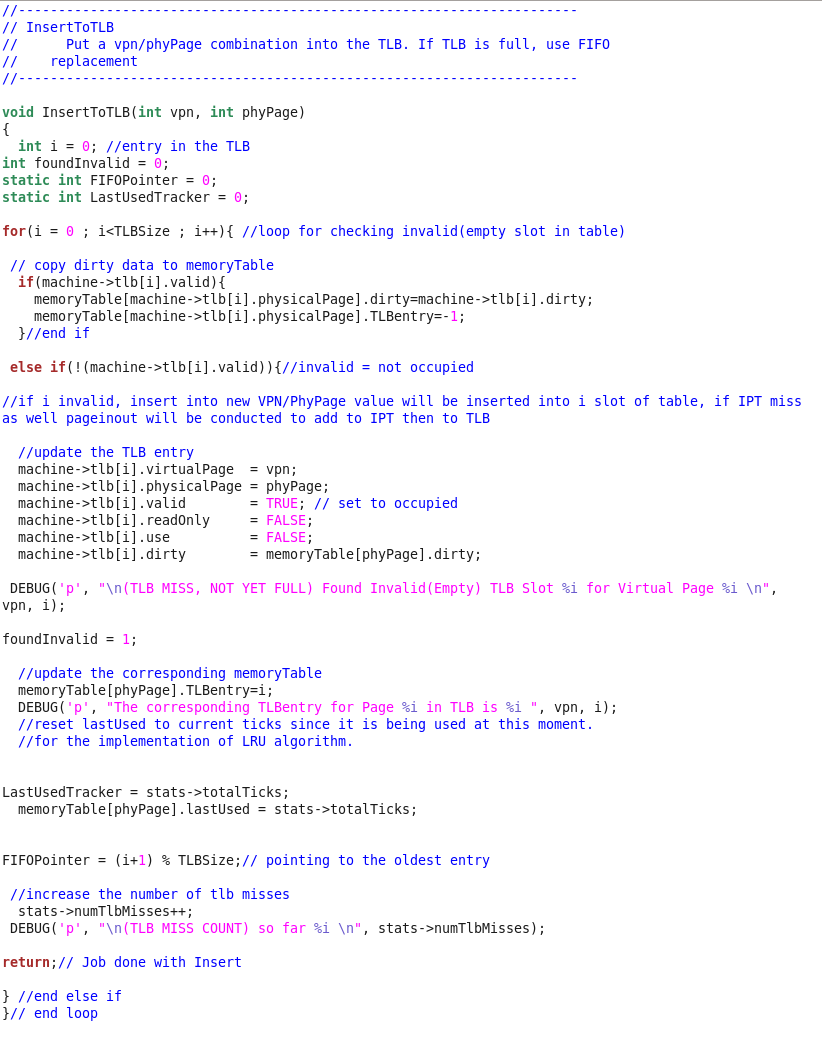 //----------------------------------------------------------------------
// InsertToTLB
//      Put a vpn/phyPage combination into the TLB. If TLB is full, use FIFO
//    replacement
//----------------------------------------------------------------------
void InsertToTLB(int vpn, int phyPage)
{
  int i = 0; //entry in the TLB
int foundInvalid = 0;
static int FIFOPointer = 0;
static int LastUsedTracker = 0;
for(i = 0 ; i<TLBSize ; i++){ //loop for checking invalid(empty slot in table)
 // copy dirty data to memoryTable
  if(machine->tlb[i].valid){
    memoryTable[machine->tlb[i].physicalPage].dirty=machine->tlb[i].dirty;
    memoryTable[machine->tlb[i].physicalPage].TLBentry=-1;
  }//end if
 else if(!(machine->tlb[i].valid)){//invalid = not occupied
//if i invalid, insert into new VPN/PhyPage value will be inserted into i slot of table, if IPT miss
as well pageinout will be conducted to add to IPT then to TLB
  //update the TLB entry
  machine->tlb[i].virtualPage  = vpn;
  machine->tlb[i].physicalPage = phyPage;
  machine->tlb[i].valid        = TRUE; // set to occupied
  machine->tlb[i].readOnly     = FALSE;
  machine->tlb[i].use          = FALSE;
  machine->tlb[i].dirty        = memoryTable[phyPage].dirty;
 DEBUG('p', "\n(TLB MISS, NOT YET FULL) Found Invalid(Empty) TLB Slot %i for Virtual Page %i \n",
vpn, i);
foundInvalid = 1;
  //update the corresponding memoryTable
  memoryTable[phyPage].TLBentry=i;
  DEBUG('p', "The corresponding TLBentry for Page %i in TLB is %i ", vpn, i);
  //reset lastUsed to current ticks since it is being used at this moment.
  //for the implementation of LRU algorithm.
LastUsedTracker = stats->totalTicks;
  memoryTable[phyPage].lastUsed = stats->totalTicks;
FIFOPointer = (i+1) % TLBSize;// pointing to the oldest entry
 //increase the number of tlb misses
  stats->numTlbMisses++;
 DEBUG('p', "\n(TLB MISS COUNT) so far %i \n", stats->numTlbMisses);
return;// Job done with Insert
} //end else if
}// end loop